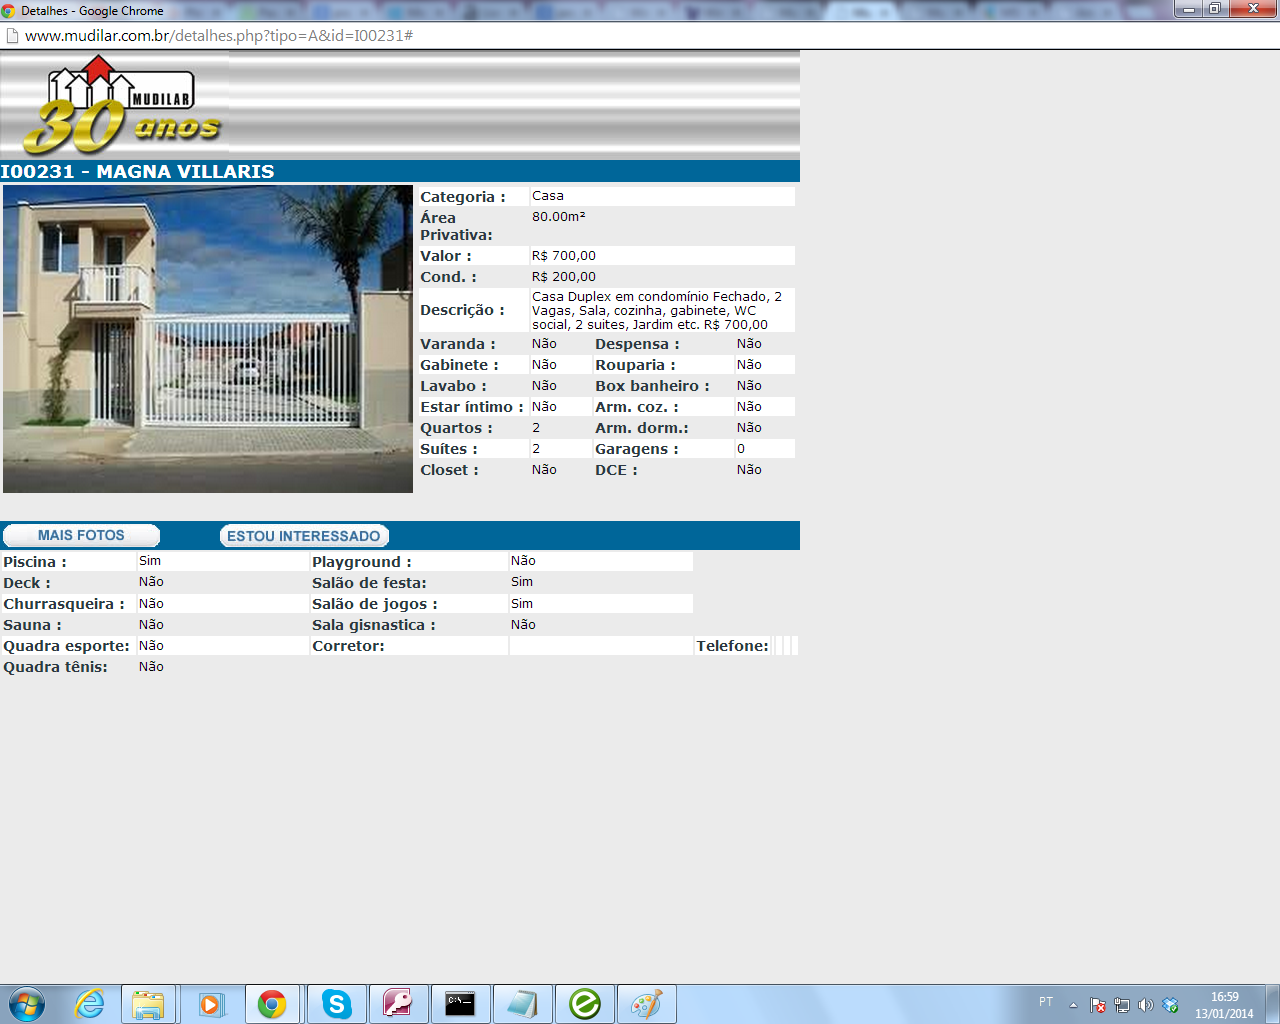 Detalhes - Google Chrome
www.mudilar.com.br/detalhes.php?tipo=A&id=I00231#
MUDILAR
30 anos
I00231 - MAGNA VILLARIS
Categoria : Casa
Área Privativa: 80.00m²
Valor : R$ 700,00
Cond. : R$ 200,00
Descrição : Casa Duplex em condomínio Fechado, 2
Vagas, Sala, cozinha, gabinete, WC
social, 2 suites, Jardim etc. R$ 700,00
Varanda : Não Despensa : Não
Gabinete : Não Rouparia : Não
Lavabo : Não Box banheiro : Não
Estar íntimo : Não Arm. coz. : Não
Quartos : 2 Arm. dorm.: Não
Suítes : 2 Garagens : 0
Closet : Não DCE : Não
MAIS FOTOS ESTOU INTERESSADO
Piscina : Sim Playground : Não
Deck : Não Salão de festa: Sim
Churrasqueira : Não Salão de jogos : Sim
Sauna : Não Sala gisnastica : Não
Quadra esporte: Não Corretor: Telefone:
Quadra tênis: Não
C:\_
PT
16:59
13/01/2014